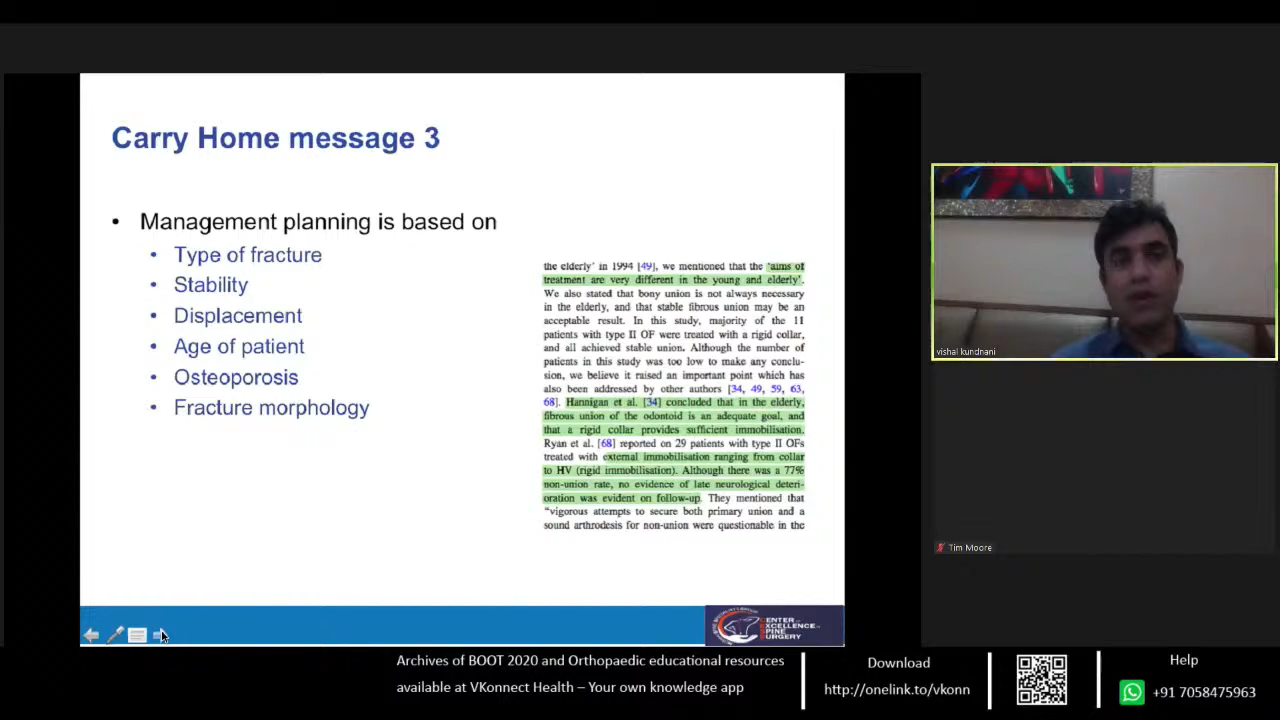 Carry Home message 3
• Management planning is based on
• Type of fracture
• Stability
• Displacement
• Age of patient
• Osteoporosis
• Fracture morphology
the elderly' in 1994 [49], we mentioned that the 'aims of
treatment are very different in the young and elderly'.
We also stated that bony union is not always necessary
in the elderly, and that stable fibrous union may be an
acceptable result. In this study, majority of the 11
patients with type II OF were treated with a rigid collar,
and all achieved stable union. Although the number of
patients in this study was too low to make any conclu-
sion, we believe it raised an important point which has
also been addressed by other authors [34, 49, 59, 63,
68]. Hannigan et al. [34] concluded that in the elderly,
fibrous union of the odontoid is an adequate goal, and
that a rigid collar provides sufficient immobilisation.
Ryan et al. [68] reported on 29 patients with type II OFs
treated with external immobilisation ranging from collar
to HV (rigid immobilisation). Although there was a 77%
non-union rate, no evidence of late neurological deteri-
oration was evident on follow-up. They mentioned that
"vigorous attempts to secure both primary union and a
sound arthrodesis for non-union were questionable in the
vishal kundnani
Tim Moore
Archives of BOOT 2020 and Orthopaedic educational resources
available at VKonnect Health – Your own knowledge app
Download
http://onelink.to/vkonn
Help
+91 7058475963